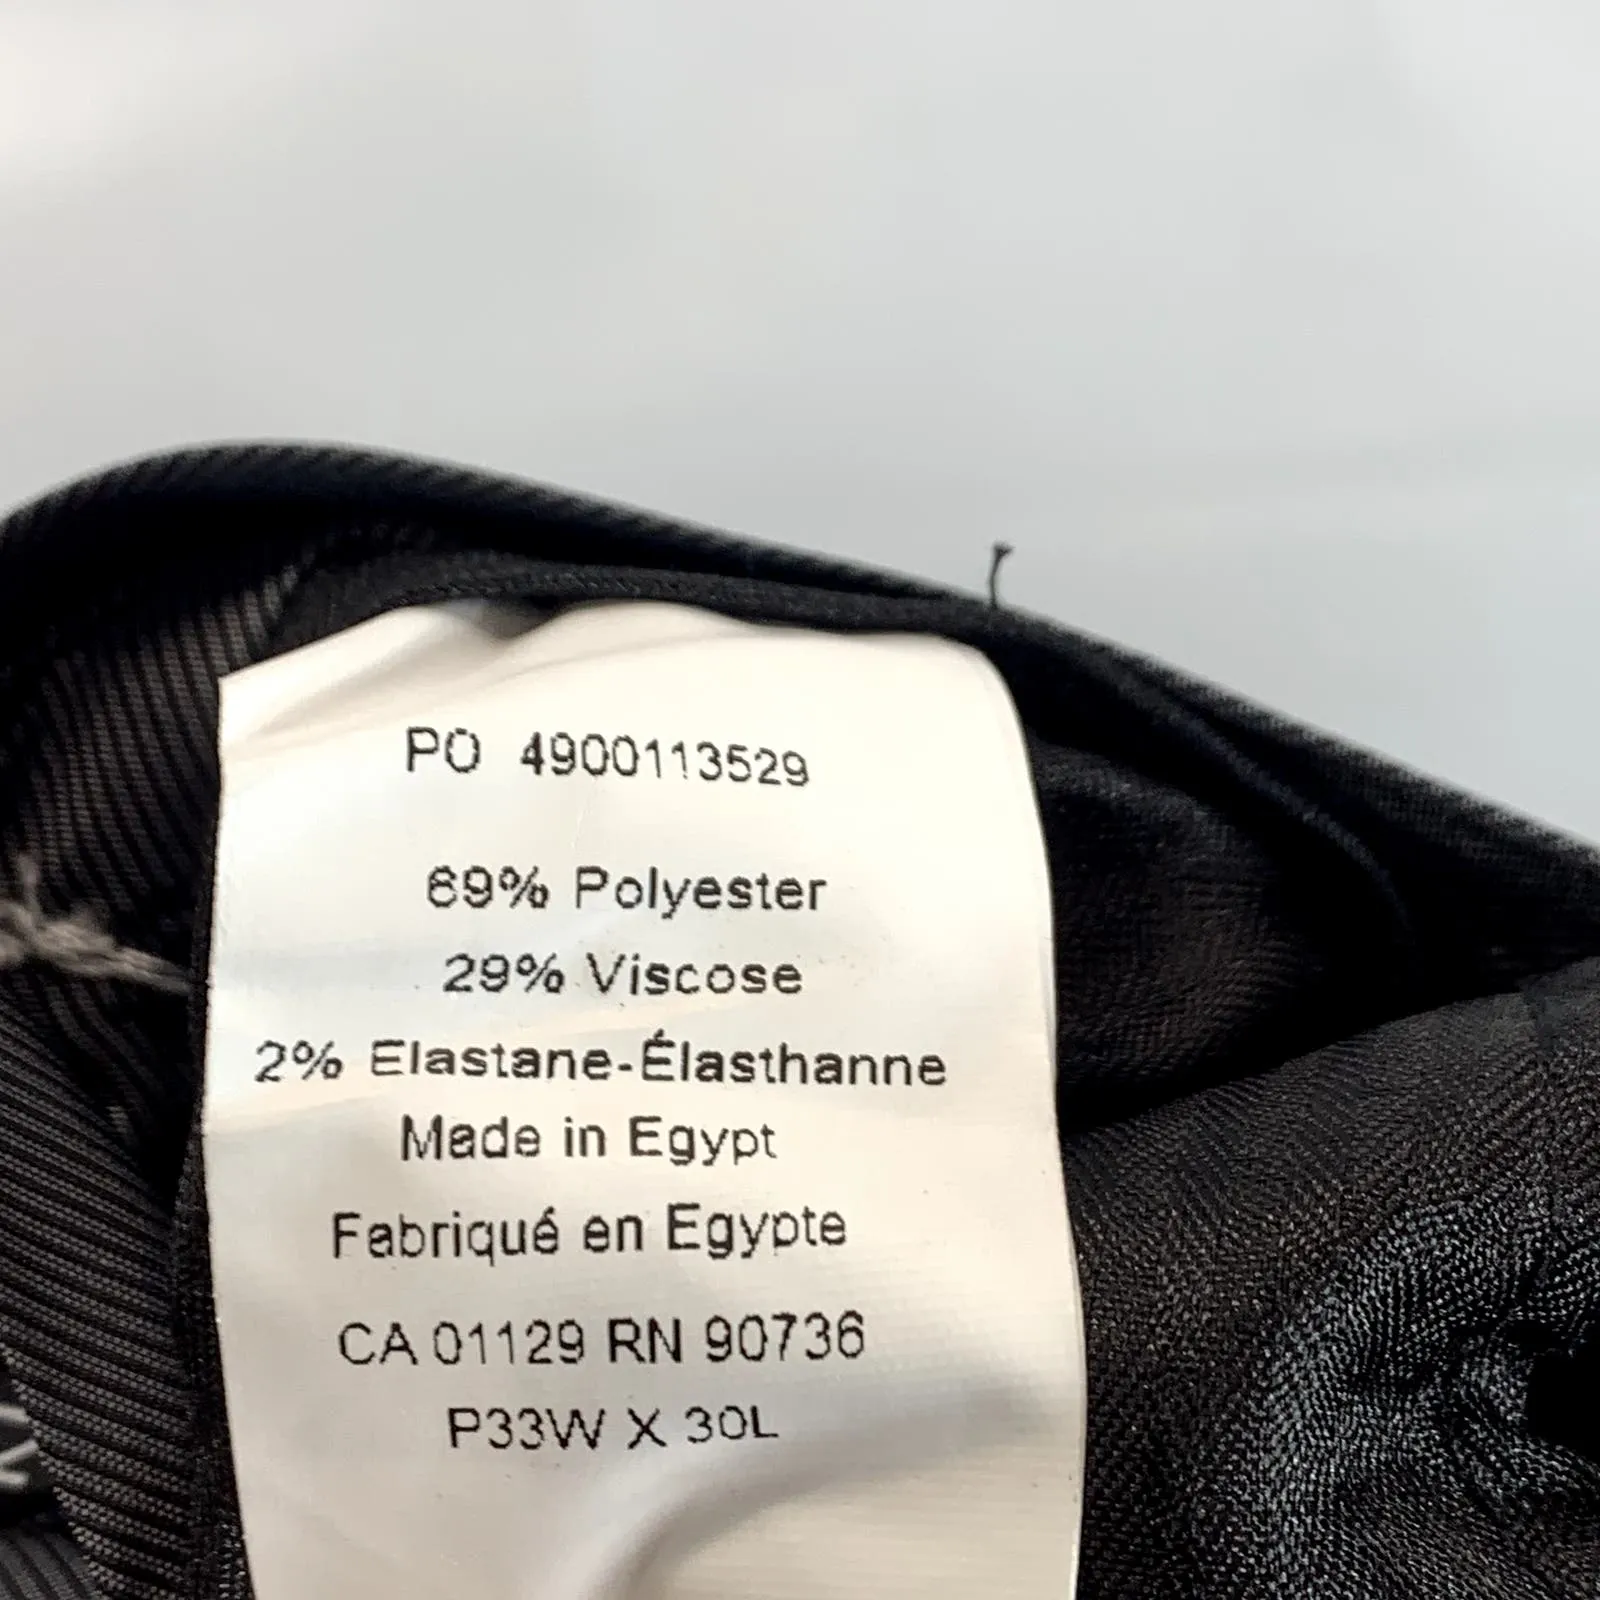 PO 4900113529
69% Polyester
29% Viscose
2% Elastane-Élasthanne
Made in Egypt
Fabriqué en Egypte
CA 01129 RN 90736
P33W X 30L